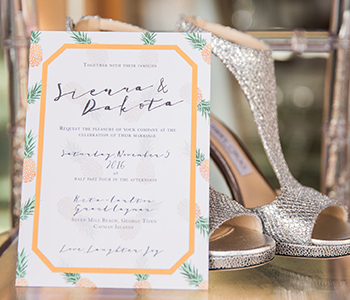 Together with their families
Sienna &
Dakota
Request the pleasure of your company at the
celebration of their marriage
Saturday November 5
2016
at half past four in the afternoon
Ritz-Carlton
Grand Cayman
Seven Mile Beach, George Town
Cayman Islands
Love Laughter Joy